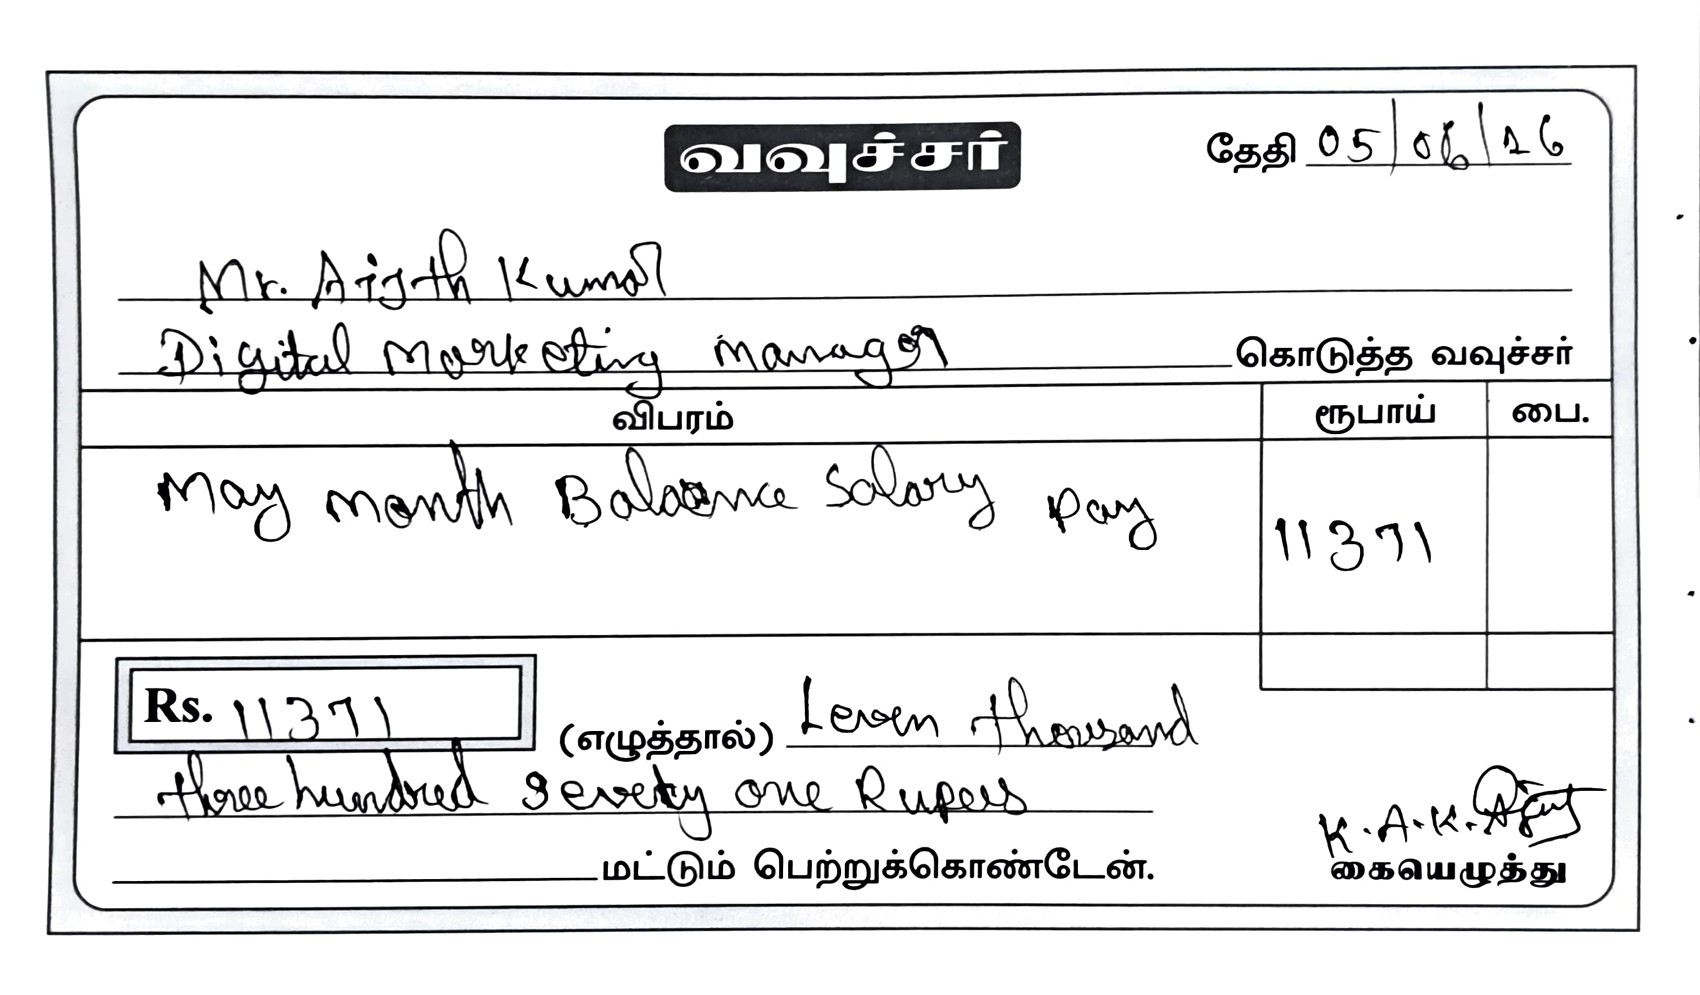 வவுச்சர்
தேதி 05/06/26
Mr. Ajith Kumar
Digital Marketing Manager கொடுத்த வவுச்சர்
விபரம் ரூபாய் பை.
May month Balance Salary Pay 11371
Rs. 11371 (எழுத்தால்) Leven thousand
three hundred Seventy one Rupees
மட்டும் பெற்றுக்கொண்டேன்.
K.A.K. Ajith
கையெழுத்து